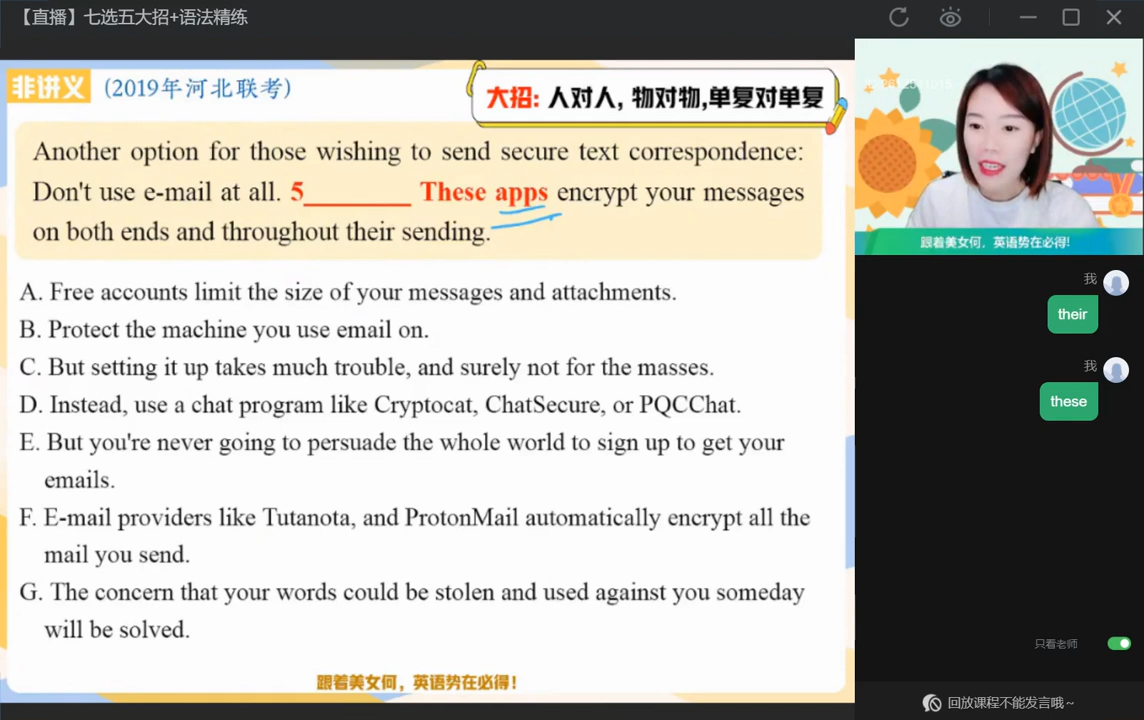 【直播】七选五大招+语法精练
非讲义 (2019年河北联考)
大招: 人对人, 物对物,单复对单复
Another option for those wishing to send secure text correspondence:
Don't use e-mail at all. 5________ These apps encrypt your messages
on both ends and throughout their sending.
A. Free accounts limit the size of your messages and attachments.
B. Protect the machine you use email on.
C. But setting it up takes much trouble, and surely not for the masses.
D. Instead, use a chat program like Cryptocat, ChatSecure, or PQCChat.
E. But you're never going to persuade the whole world to sign up to get your
emails.
F. E-mail providers like Tutanota, and ProtonMail automatically encrypt all the
mail you send.
G. The concern that your words could be stolen and used against you someday
will be solved.
跟着美女何，英语势在必得!
跟着美女何，英语势在必得!
我
their
我
these
只看老师
回放课程不能发言哦~